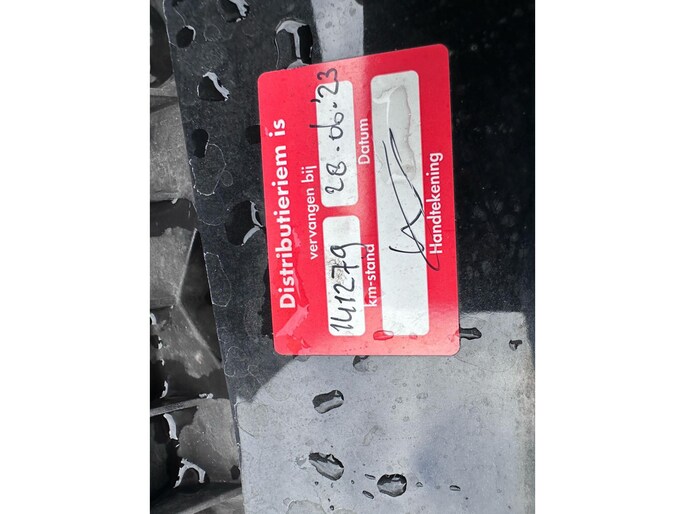 Distributieriem is
vervangen bij
141279 28.06.'23
km-stand Datum
Handtekening